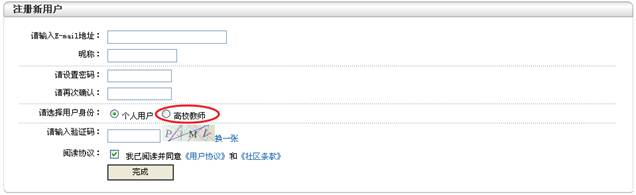 注册新用户
请输入E-mail地址：
昵称：
请设置密码：
请再次确认：
请选择用户身份： 个人用户 高校教师
请输入验证码： P I M L 换一张
阅读协议： 我已阅读并同意《用户协议》和《社区条款》
完成